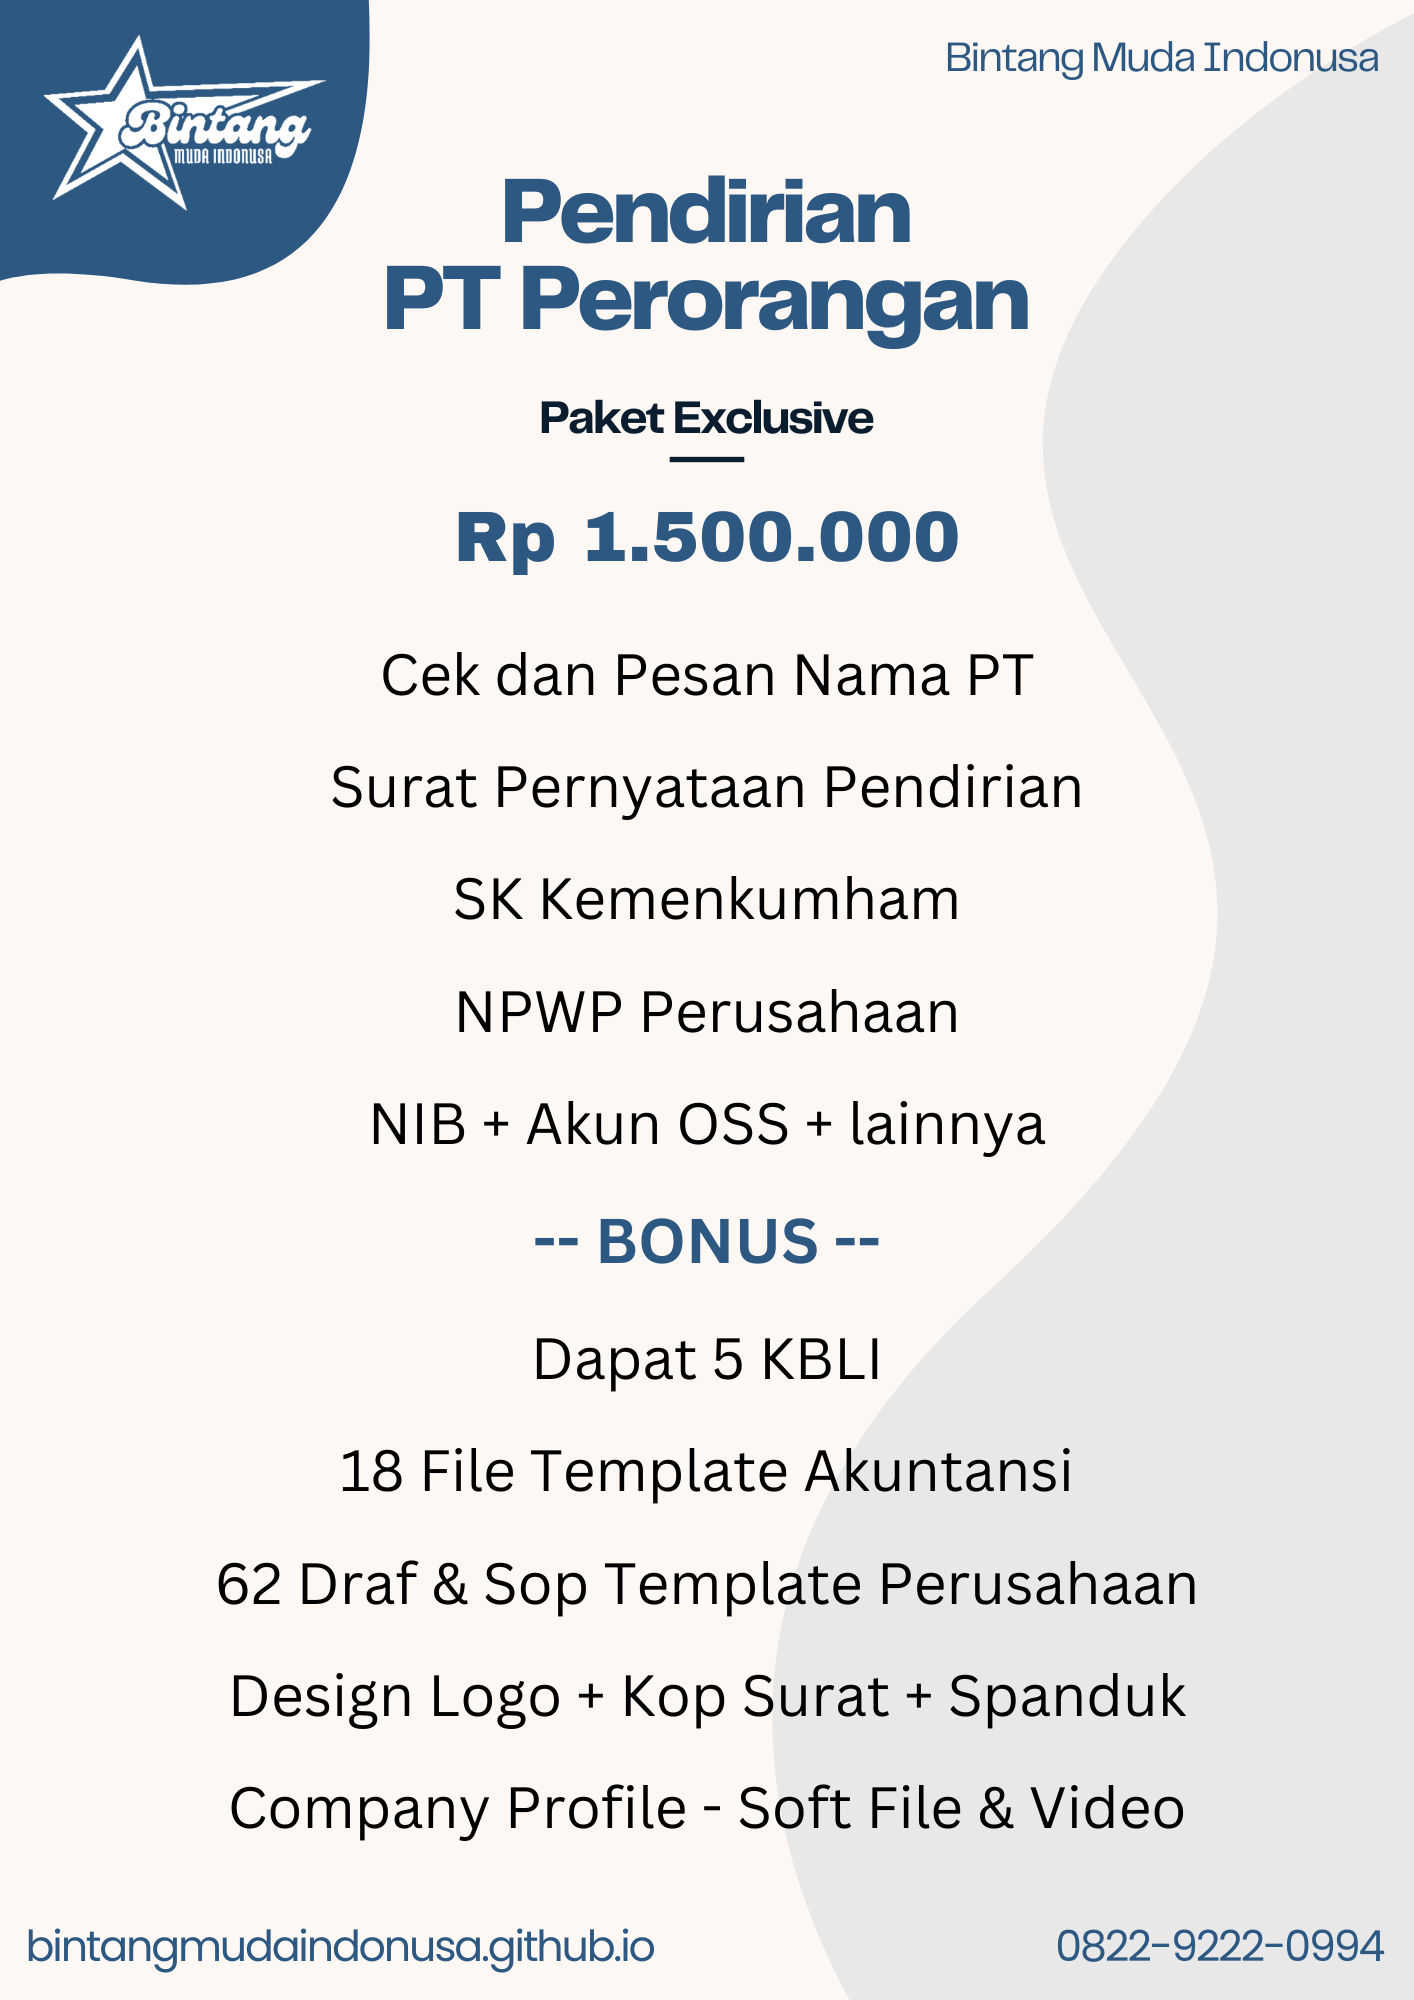 Bintang
MUDA INDONUSA
Bintang Muda Indonusa
Pendirian
PT Perorangan
Paket Exclusive
Rp 1.500.000
Cek dan Pesan Nama PT
Surat Pernyataan Pendirian
SK Kemenkumham
NPWP Perusahaan
NIB + Akun OSS + lainnya
-- BONUS --
Dapat 5 KBLI
18 File Template Akuntansi
62 Draf & Sop Template Perusahaan
Design Logo + Kop Surat + Spanduk
Company Profile - Soft File & Video
bintangmudaindonusa.github.io
0822-9222-0994